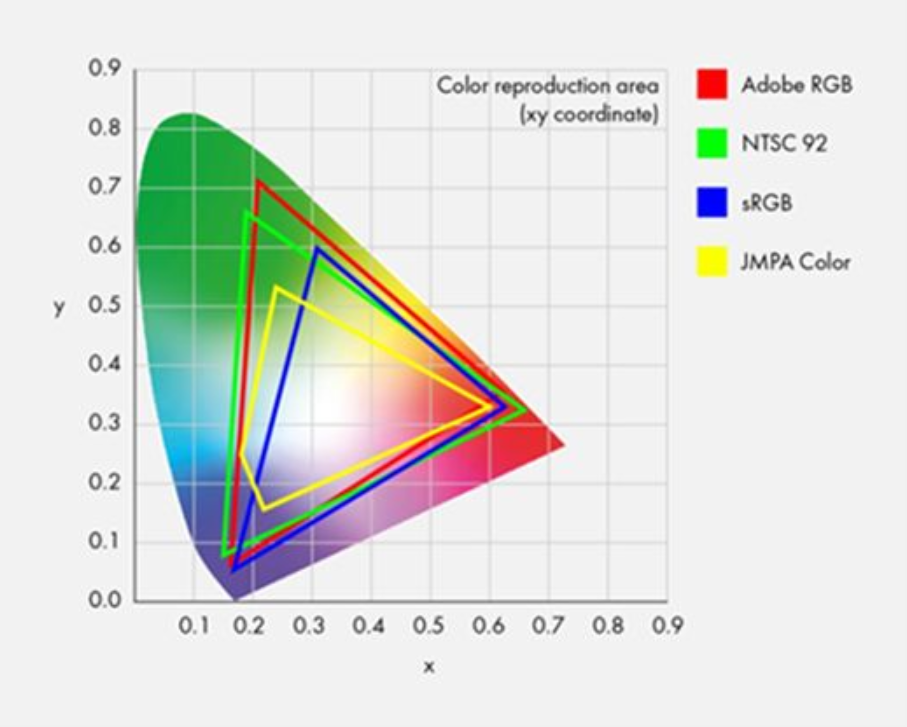 Color reproduction area
(xy coordinate)
Adobe RGB
NTSC 92
sRGB
JMPA Color
0.9
0.8
0.7
0.6
0.5
0.4
0.3
0.2
0.1
0.0
y
0.1 0.2 0.3 0.4 0.5 0.6 0.7 0.8 0.9
x